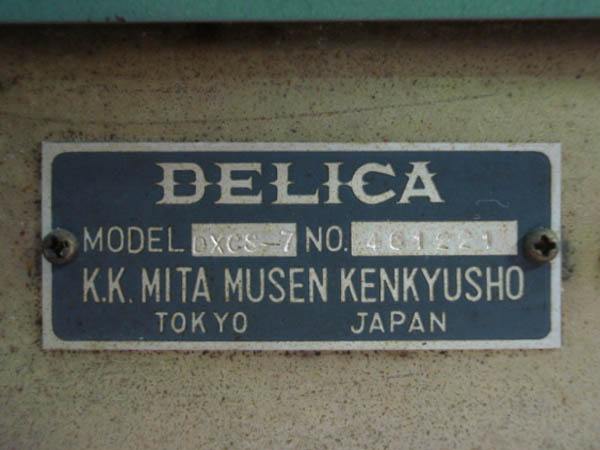 DELICA
MODEL DXCS-7 NO. 461221
K.K. MITA MUSEN KENKYUSHO
TOKYO JAPAN